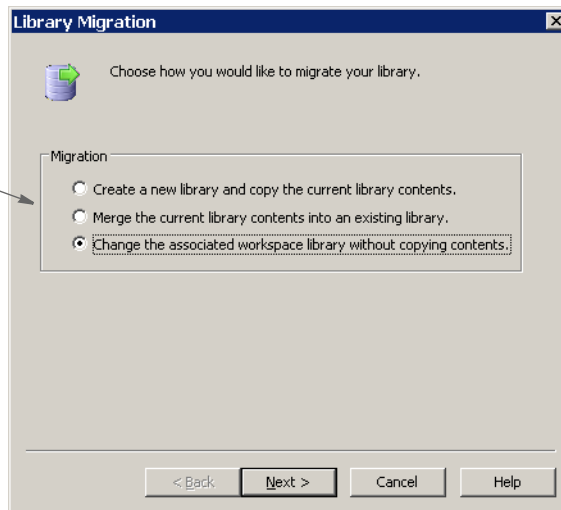 Library Migration
Choose how you would like to migrate your library.
Migration
Create a new library and copy the current library contents.
Merge the current library contents into an existing library.
Change the associated workspace library without copying contents.
< Back Next > Cancel Help